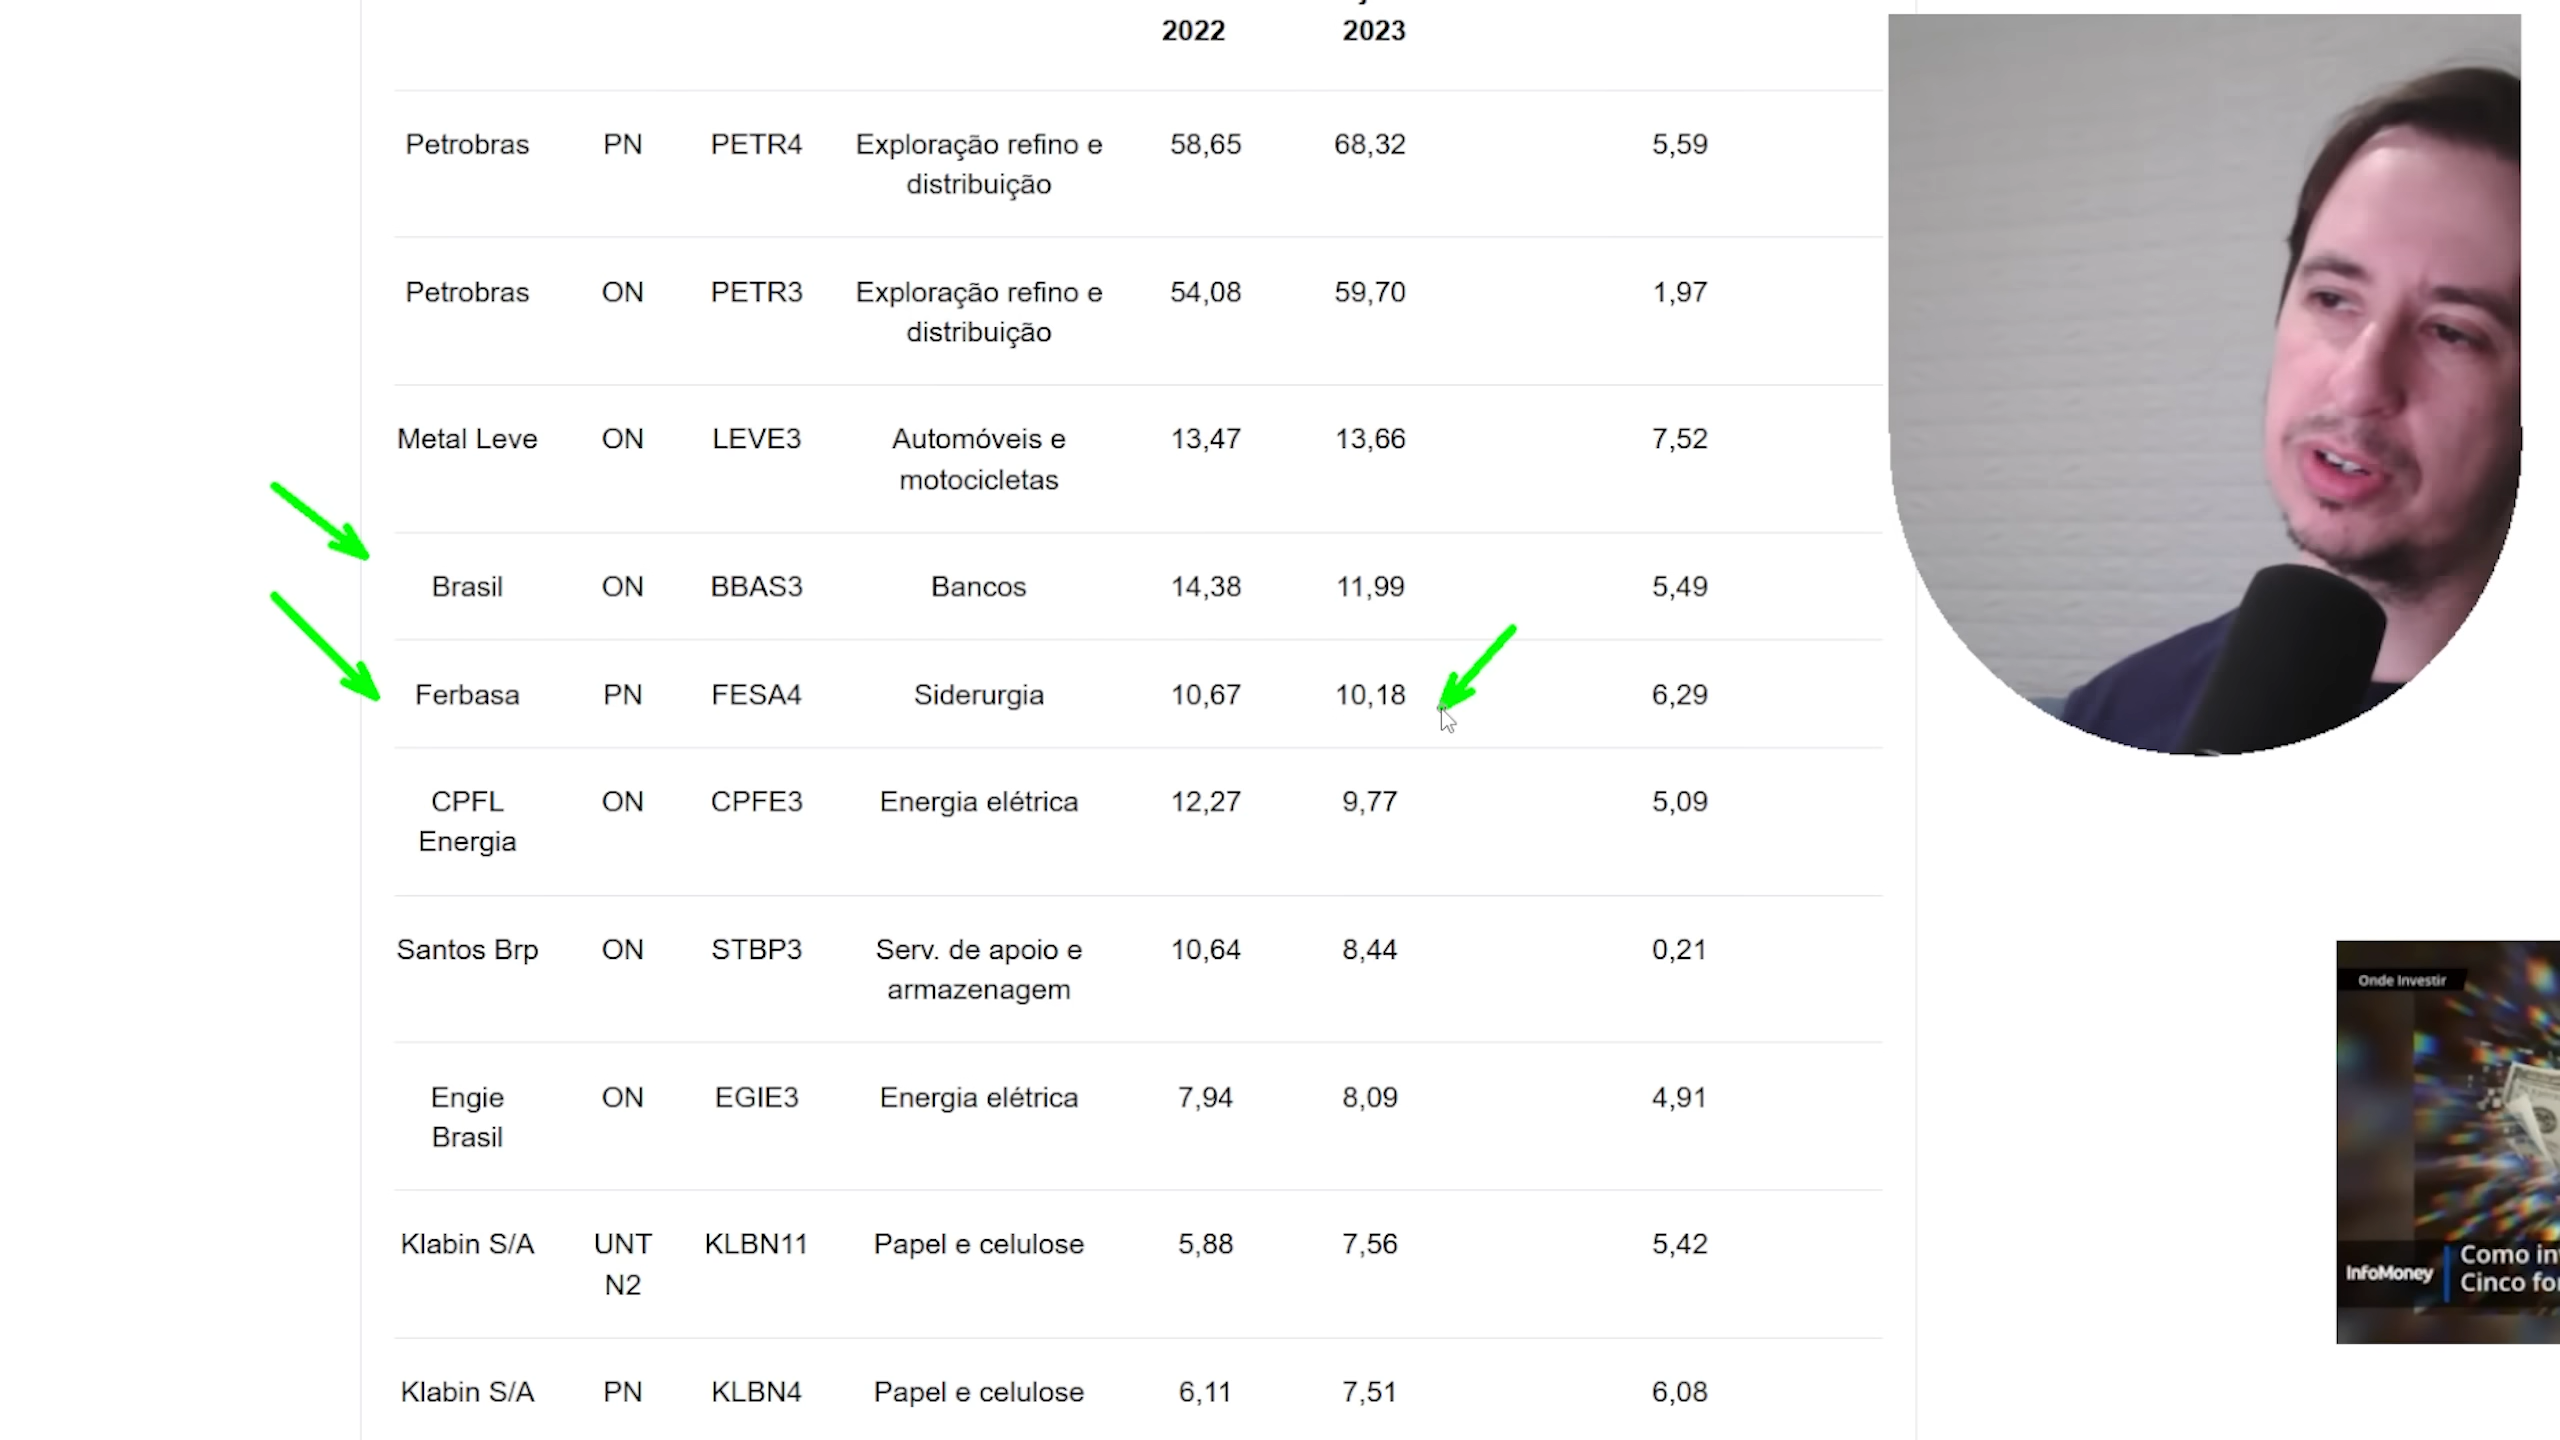 2022 2023
Petrobras PN PETR4 Exploração refino e 58,65 68,32 5,59
distribuição
Petrobras ON PETR3 Exploração refino e 54,08 59,70 1,97
distribuição
Metal Leve ON LEVE3 Automóveis e 13,47 13,66 7,52
motocicletas
Brasil ON BBAS3 Bancos 14,38 11,99 5,49
Ferbasa PN FESA4 Siderurgia 10,67 10,18 6,29
CPFL ON CPFE3 Energia elétrica 12,27 9,77 5,09
Energia
Santos Brp ON STBP3 Serv. de apoio e 10,64 8,44 0,21
armazenagem
Engie ON EGIE3 Energia elétrica 7,94 8,09 4,91
Brasil
Klabin S/A UNT KLBN11 Papel e celulose 5,88 7,56 5,42
N2
Klabin S/A PN KLBN4 Papel e celulose 6,11 7,51 6,08
Onde Investir
InfoMoney
Como in
Cinco for